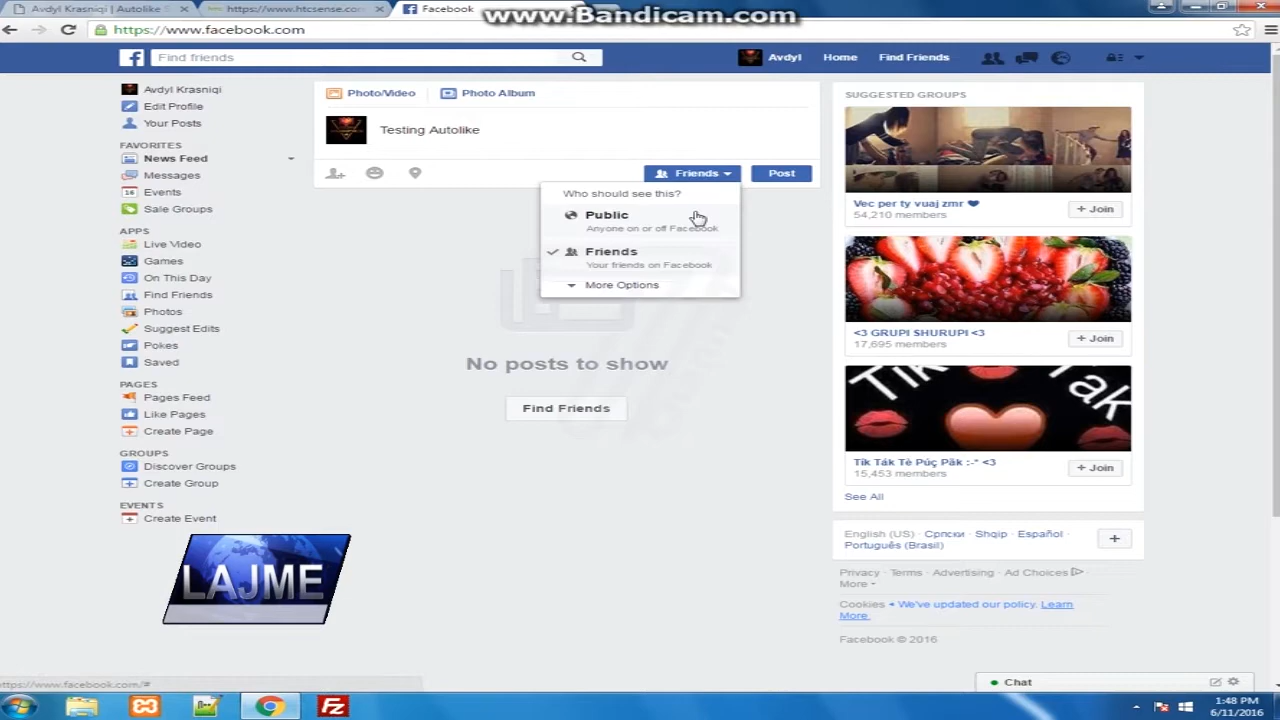 Avdyl Krasniqi | Autolike S
https://www.htcsense.com
Facebook
www.Bandicam.com
https://www.facebook.com
Find friends
Avdyl
Home
Find Friends
Avdyl Krasniqi
Edit Profile
Your Posts
FAVORITES
News Feed
Messages
16
Events
Sale Groups
APPS
Live Video
Games
On This Day
Find Friends
Photos
Suggest Edits
Pokes
Saved
PAGES
Pages Feed
Like Pages
Create Page
GROUPS
Discover Groups
Create Group
EVENTS
Create Event
LAJME
Photo/Video
Photo Album
Testing Autolike
Friends
Post
Who should see this?
Public
Anyone on or off Facebook
Friends
Your friends on Facebook
More Options
No posts to show
Find Friends
SUGGESTED GROUPS
Vec per ty vuaj zmr ❤
54,210 members
+ Join
<3 GRUPI SHURUPI <3
17,695 members
+ Join
Tik Tak
Tík Ták Të Púç Päk :-* <3
15,453 members
+ Join
See All
English (US) · Српски · Shqip · Español ·
Português (Brasil)
Privacy · Terms · Advertising · Ad Choices ·
More
Cookies • We've updated our policy. Learn
More.
Facebook © 2016
https://www.facebook.com/#
Chat
Fz
1:48 PM
6/11/2016